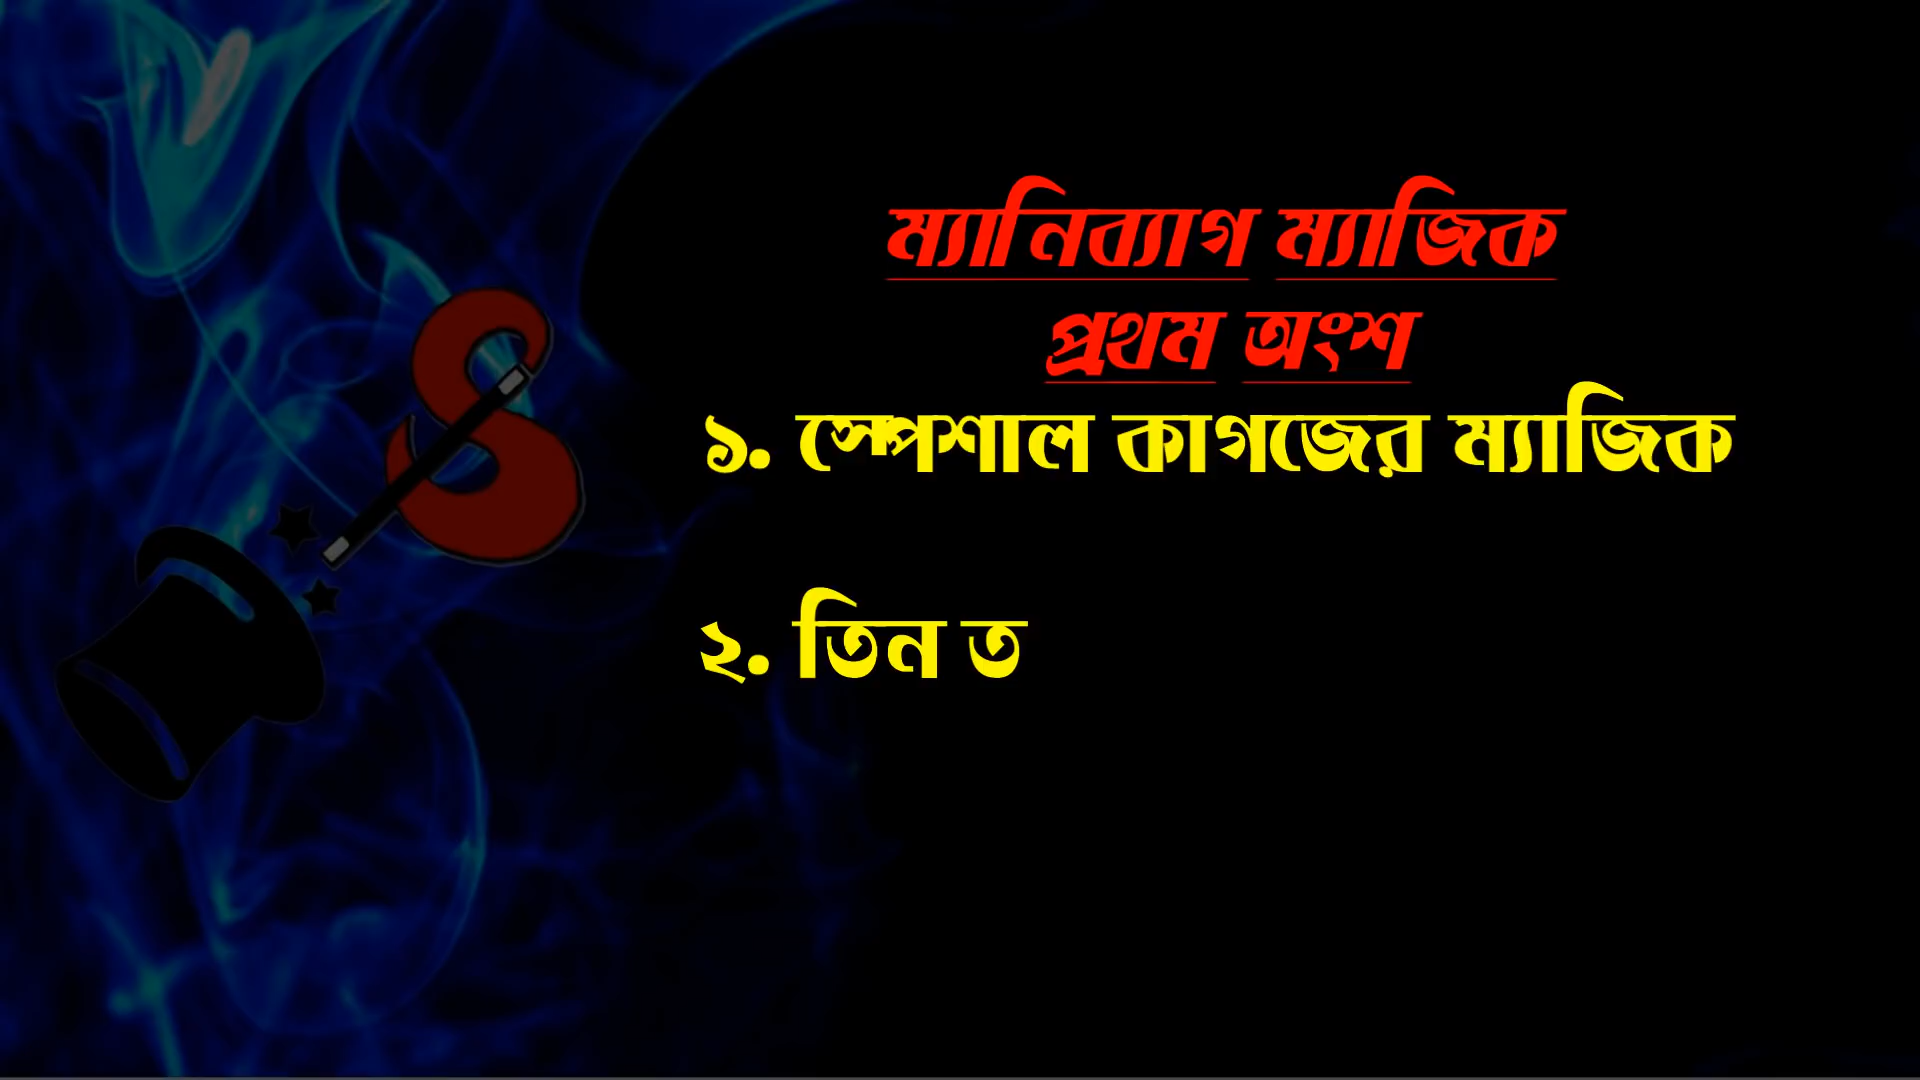 ম্যানিব্যাগ ম্যাজিক
প্রথম অংশ
১. স্পেশাল কাগজের ম্যাজিক
২. তিন ত